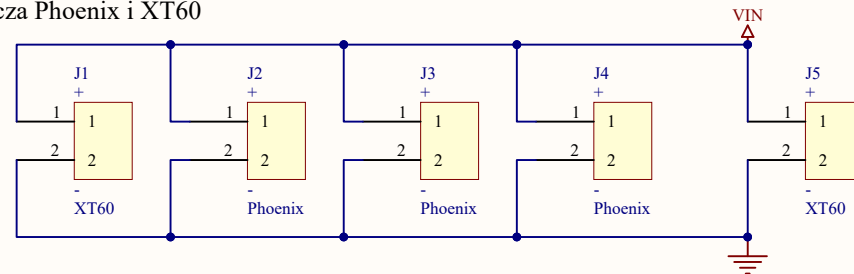 cza Phoenix i XT60
VIN
J1 J2 J3 J4 J5
+ + + + +
1 1 1 1 1 1 1 1 1 1
2 2 2 2 2 2 2 2 2 2
- - - - -
XT60 Phoenix Phoenix Phoenix XT60